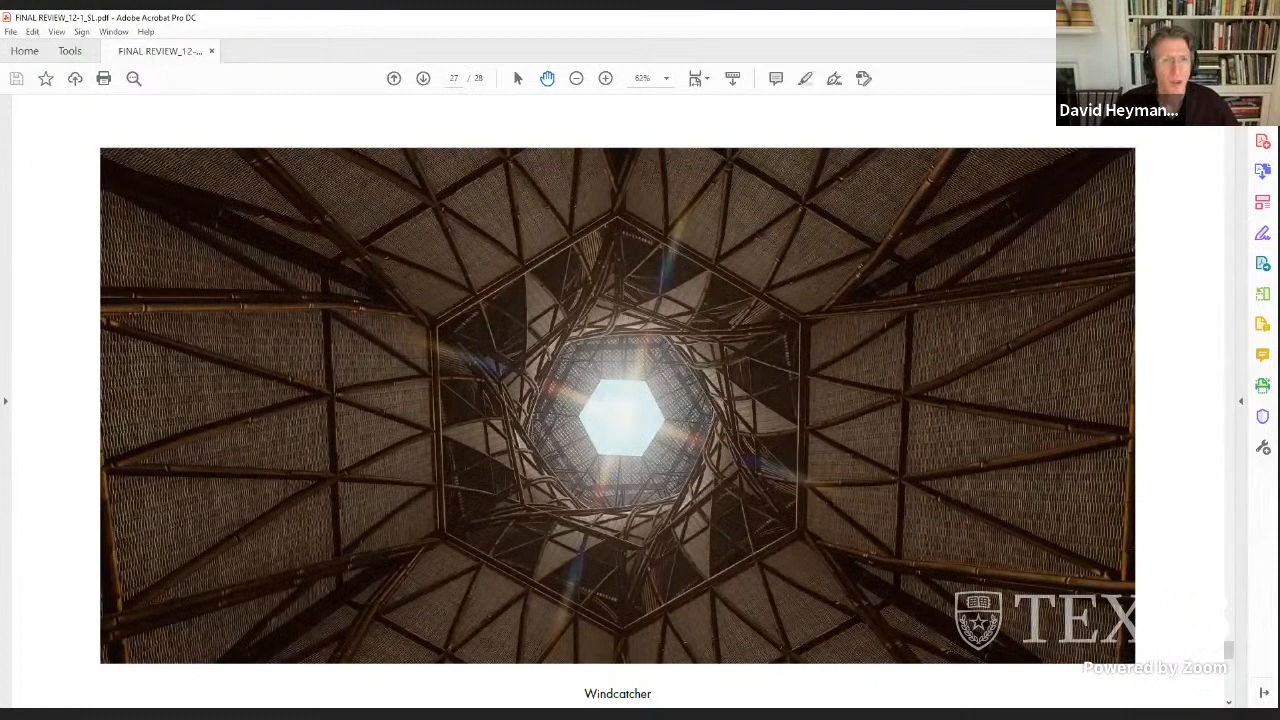 FINAL REVIEW_12-1_SL.pdf - Adobe Acrobat Pro DC
File Edit View Sign Window Help
Home Tools FINAL REVIEW_12-... ×
27 / 28 62%
David Heyman...
TEX
Powered by Zoom
Windcatcher